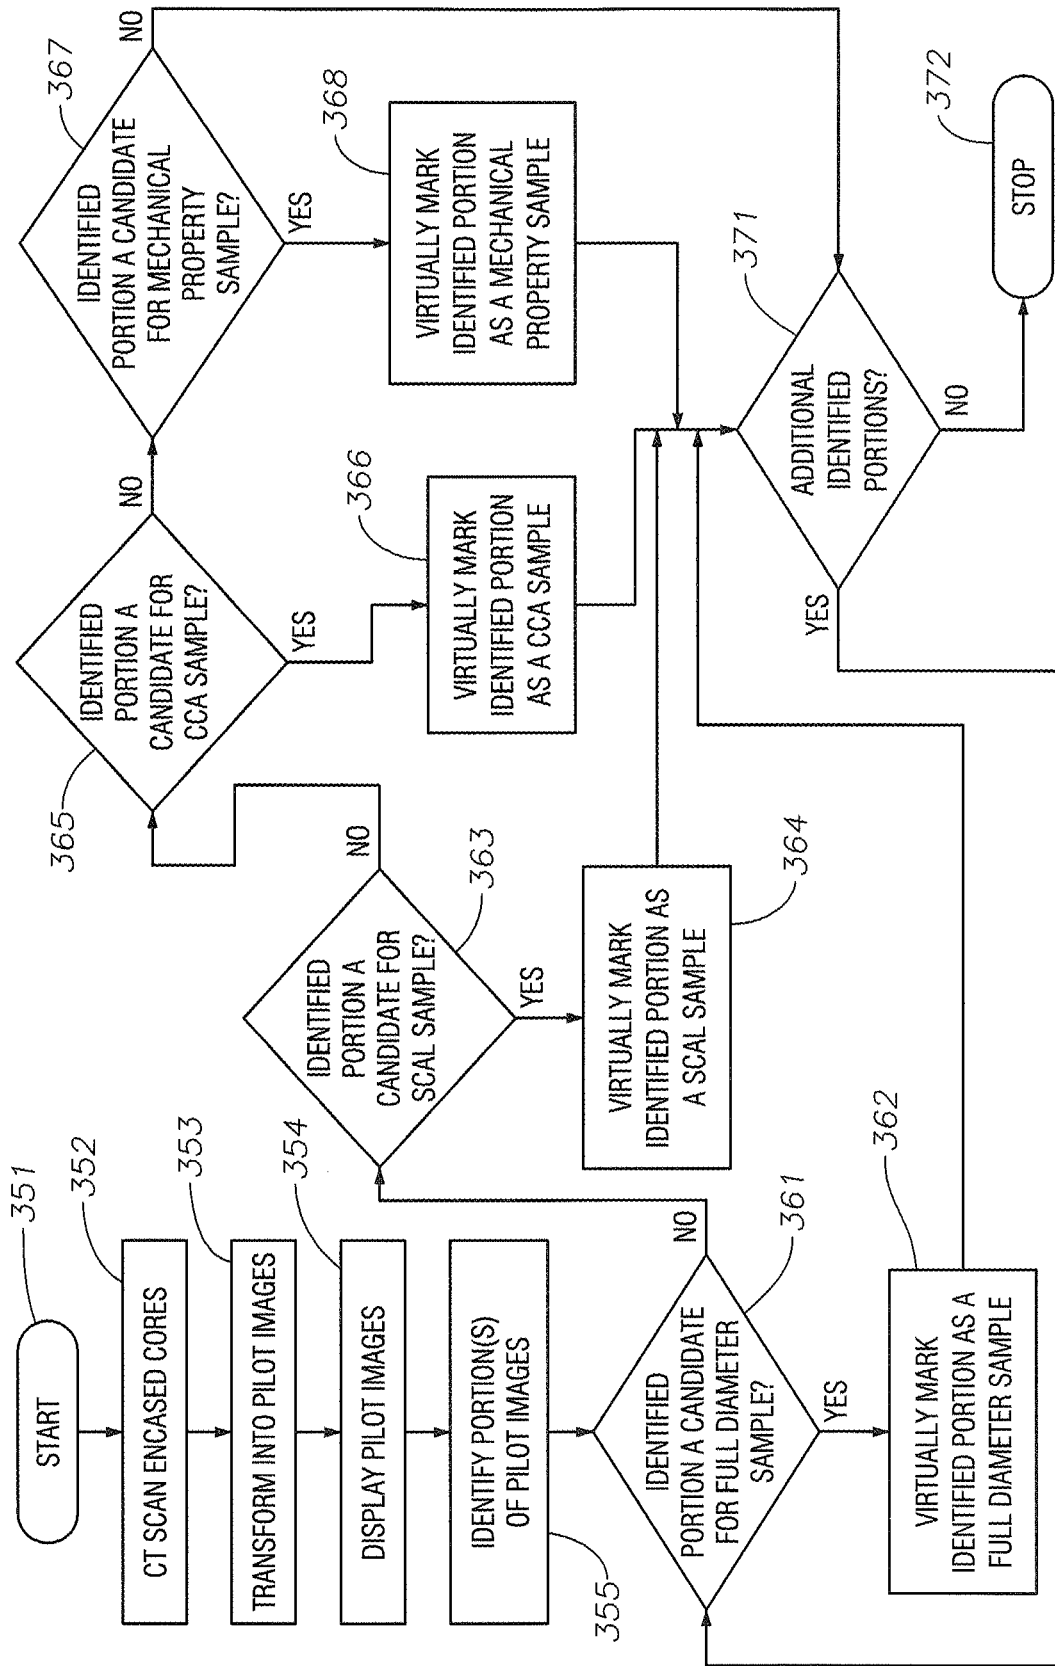 351
START
352
CT SCAN ENCASED CORES
353
TRANSFORM INTO PILOT IMAGES
354
DISPLAY PILOT IMAGES
IDENTIFY PORTION(S)
OF PILOT IMAGES
355
IDENTIFIED
PORTION A CANDIDATE
FOR FULL DIAMETER
SAMPLE?
361
NO
YES
362
VIRTUALLY MARK
IDENTIFIED PORTION AS A
FULL DIAMETER SAMPLE
IDENTIFIED
PORTION A
CANDIDATE FOR
SCAL SAMPLE?
363
NO
YES
VIRTUALLY MARK
IDENTIFIED PORTION AS
A SCAL SAMPLE
364
365
IDENTIFIED
PORTION A
CANDIDATE FOR
CCA SAMPLE?
NO
YES
366
VIRTUALLY MARK
IDENTIFIED PORTION
AS A CCA SAMPLE
367
IDENTIFIED
PORTION A CANDIDATE
FOR MECHANICAL
PROPERTY
SAMPLE?
NO
YES
368
VIRTUALLY MARK
IDENTIFIED PORTION
AS A MECHANICAL
PROPERTY SAMPLE
371
ADDITIONAL
IDENTIFIED
PORTIONS?
YES
NO
372
STOP